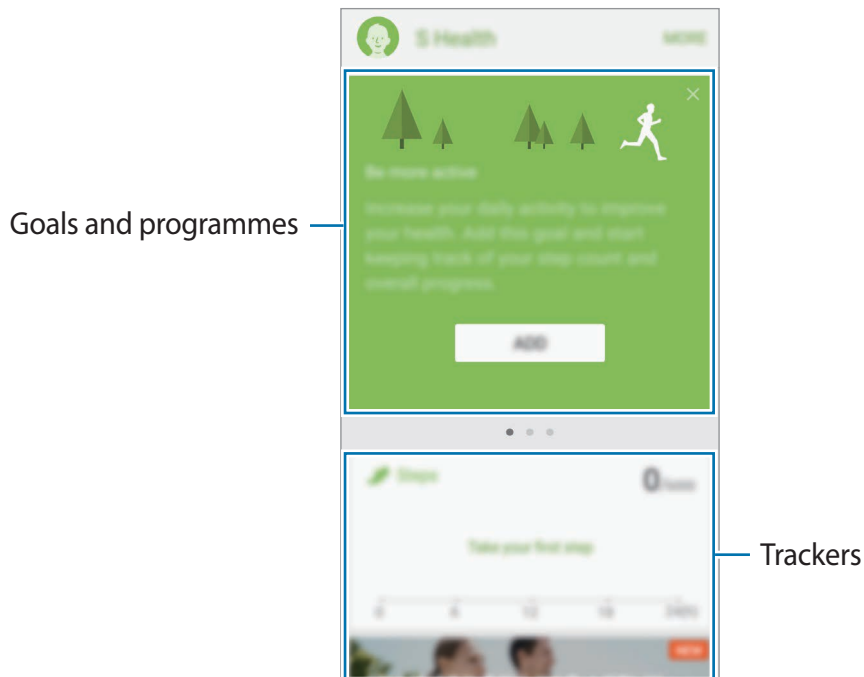 S Health
MORE
Be more active
Goals and programmes
Increase your daily activity to improve
your health. Add this goal and start
keeping track of your step count and
overall progress.
ADD
Steps
0
Take your first step
Trackers
0
6
12
18
NEW